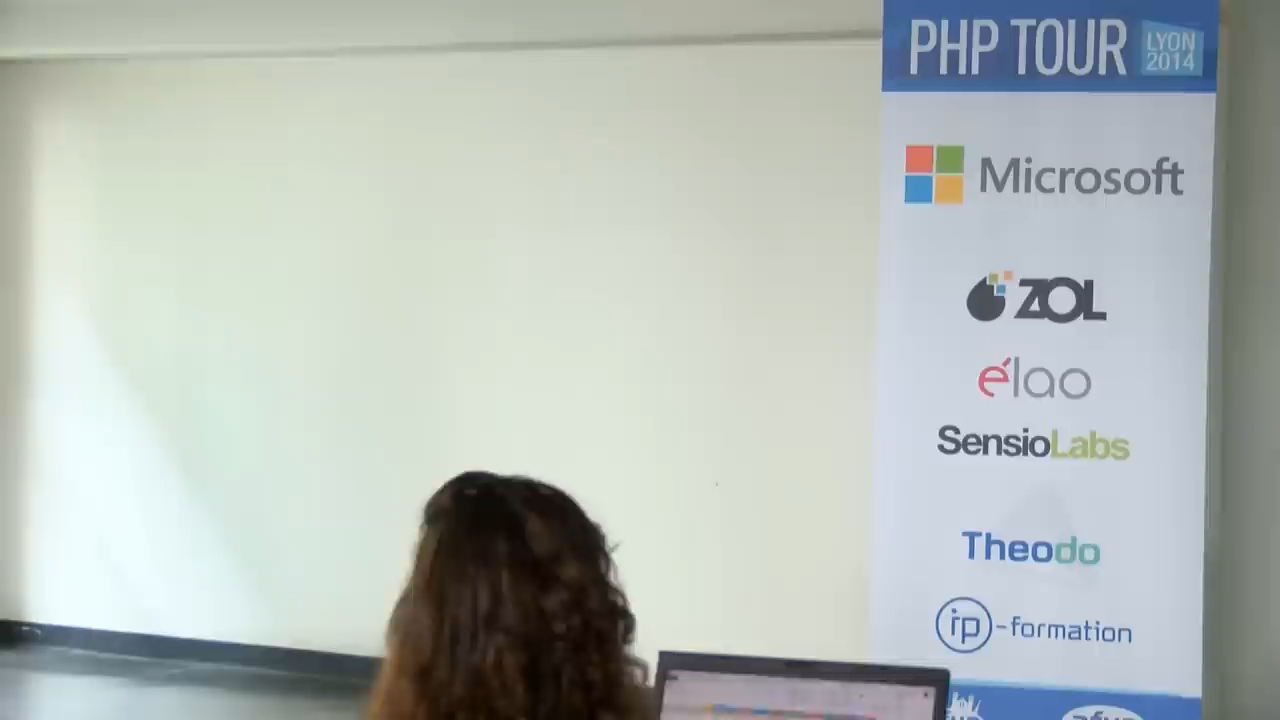 PHP TOUR
LYON
2014
Microsoft
ZOL
élao
SensioLabs
Theodo
ip-formation